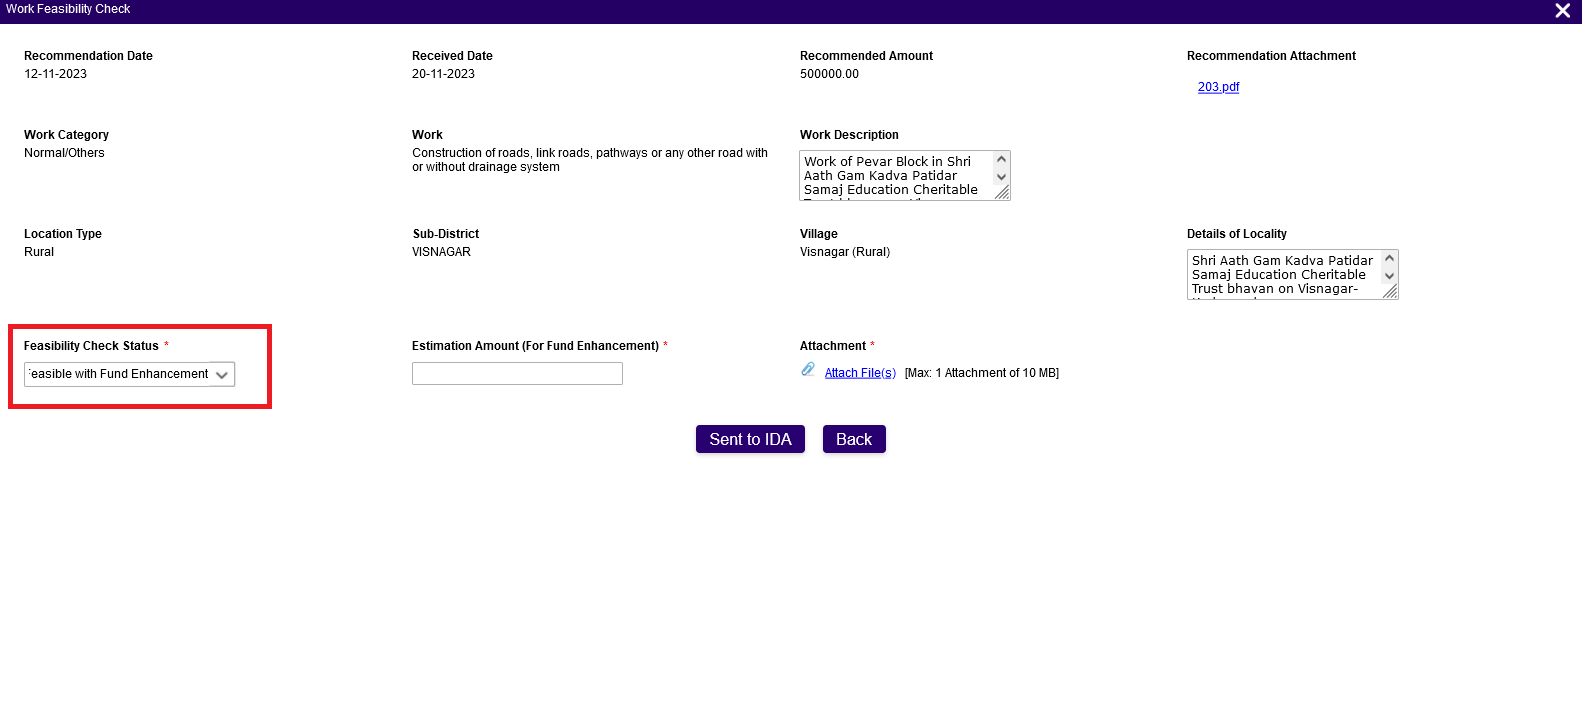 Work Feasibility Check
Recommendation Date
12-11-2023
Received Date
20-11-2023
Recommended Amount
500000.00
Recommendation Attachment
203.pdf
Work Category
Normal/Others
Work
Construction of roads, link roads, pathways or any other road with
or without drainage system
Work Description
Work of Pevar Block in Shri
Aath Gam Kadva Patidar
Samaj Education Cheritable
Location Type
Rural
Sub-District
VISNAGAR
Village
Visnagar (Rural)
Details of Locality
Shri Aath Gam Kadva Patidar
Samaj Education Cheritable
Trust bhavan on Visnagar-
Feasibility Check Status *
easible with Fund Enhancement
Estimation Amount (For Fund Enhancement) *
Attachment *
Attach File(s) [Max: 1 Attachment of 10 MB]
Sent to IDA
Back